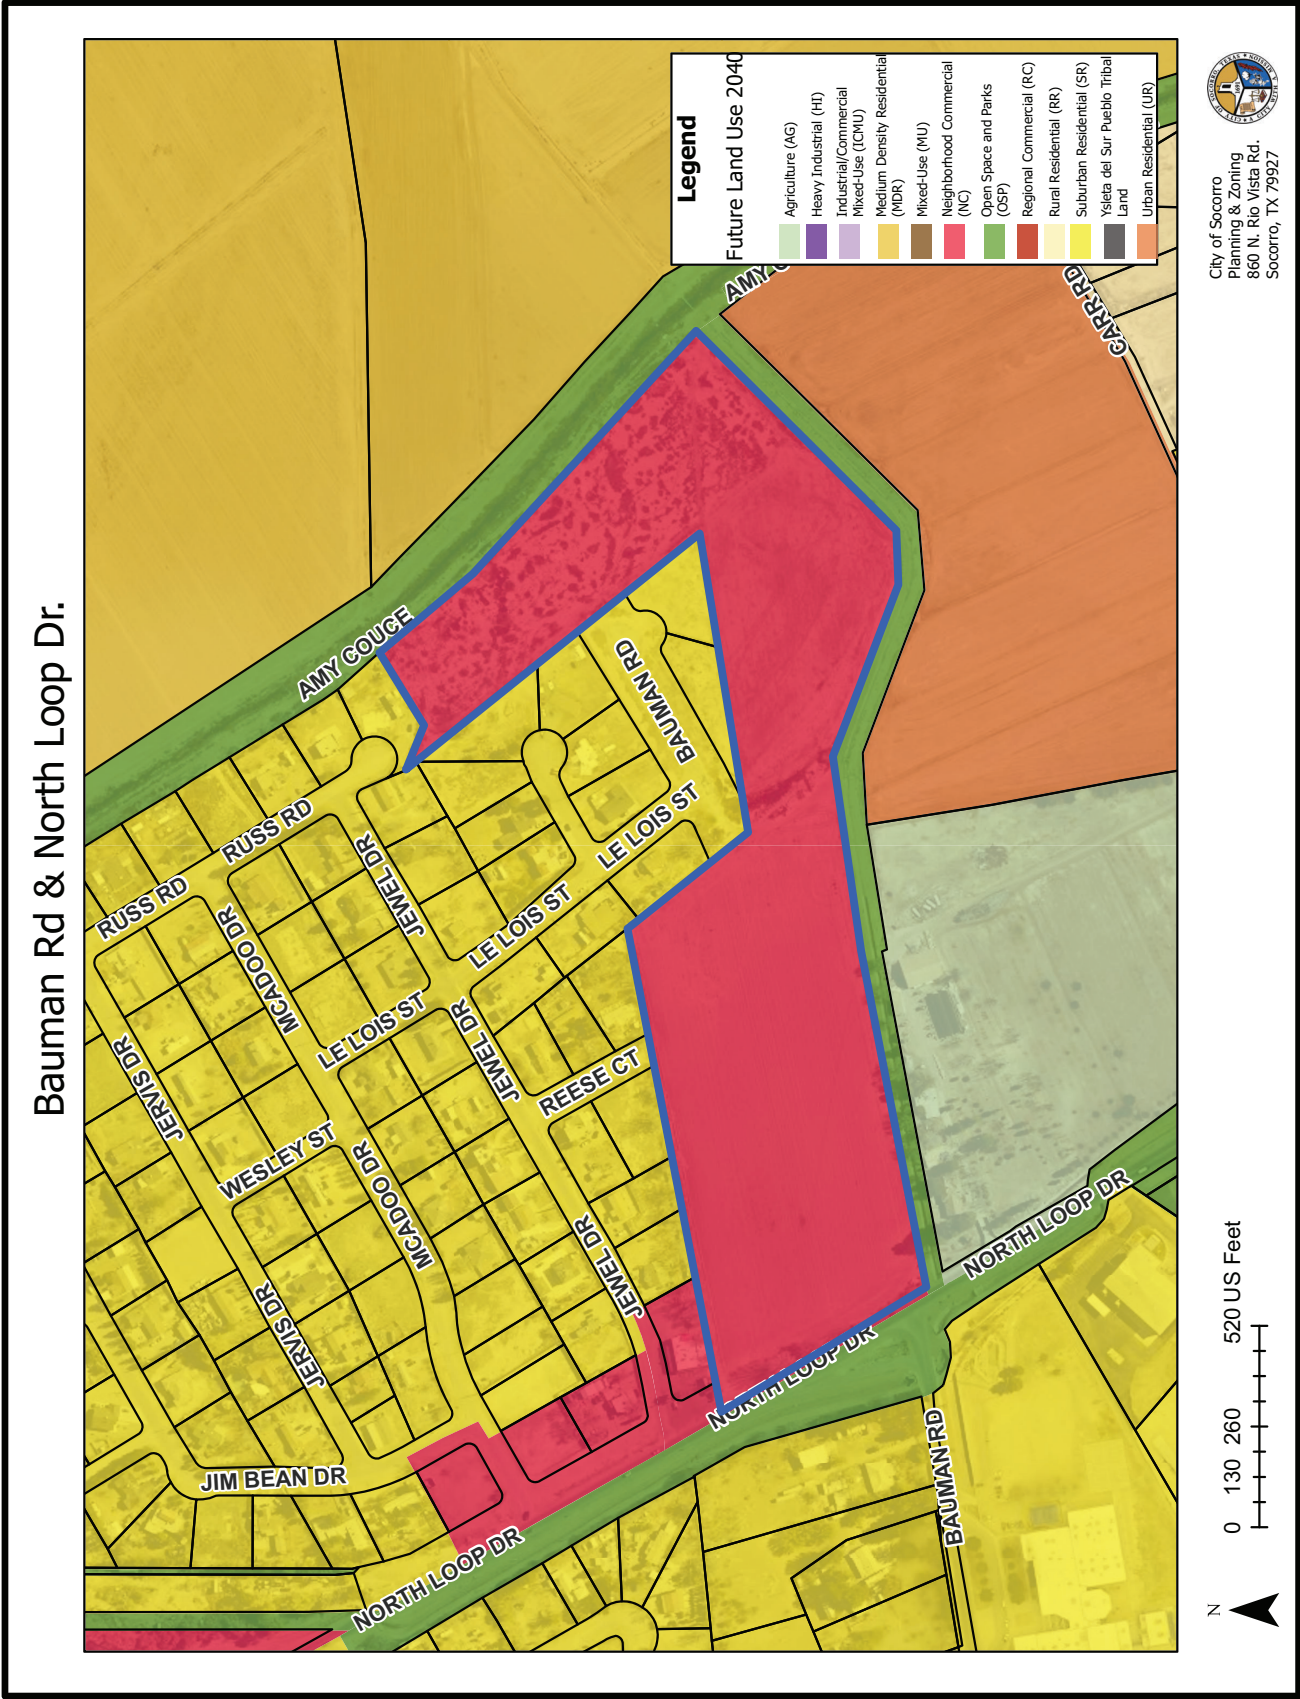 Bauman Rd & North Loop Dr.
Legend
Future Land Use 2040
Agriculture (AG)
Heavy Industrial (HI)
Industrial/Commercial
Mixed-Use (ICMU)
Medium Density Residential
(MDR)
Mixed-Use (MU)
Neighborhood Commercial
(NC)
Open Space and Parks
(OSP)
Regional Commercial (RC)
Rural Residential (RR)
Suburban Residential (SR)
Ysleta del Sur Pueblo Tribal
Land
Urban Residential (UR)
AMY COUCE
AMY C
CARR RD
RUSS RD
RUSS RD
MCADOO DR
JEWEL DR
BAUMAN RD
LE LOIS ST
LE LOIS ST
LE LOIS ST
JERVIS DR
JEWEL DR
REESE CT
WESLEY ST
MCADOO DR
JERVIS DR
JEWEL DR
JIM BEAN DR
NORTH LOOP DR
NORTH LOOP DR
NORTH LOOP DR
BAUMAN RD
N
0 130 260 520 US Feet
City of Socorro
Planning & Zoning
860 N. Rio Vista Rd.
Socorro, TX 79927